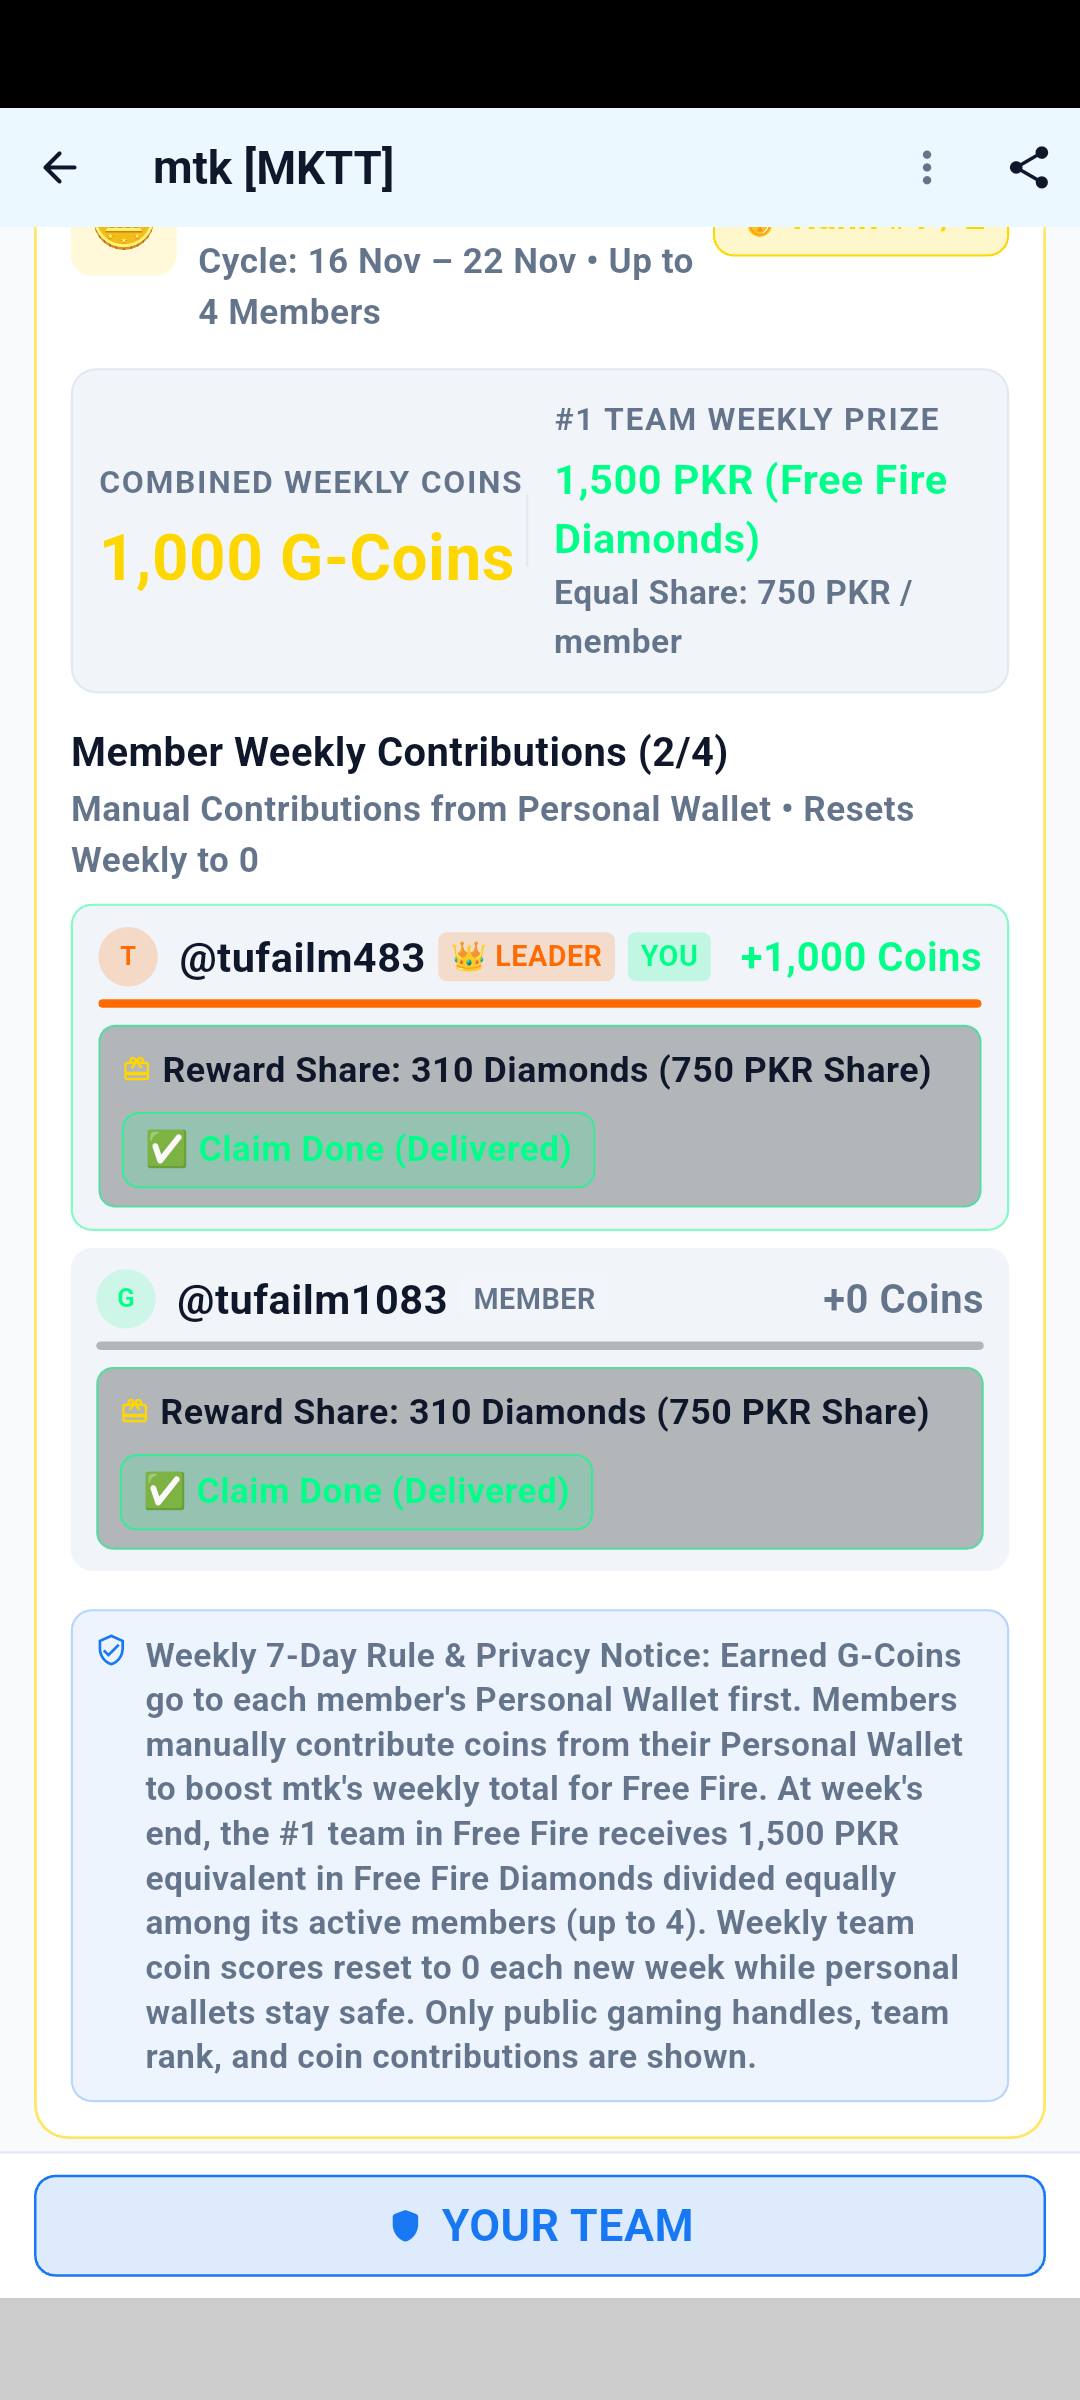 mtk [MKTT]
Cycle: 16 Nov – 22 Nov • Up to
4 Members
#1 TEAM WEEKLY PRIZE
COMBINED WEEKLY COINS
1,500 PKR (Free Fire
Diamonds)
1,000 G-Coins
Equal Share: 750 PKR /
member
Member Weekly Contributions (2/4)
Manual Contributions from Personal Wallet • Resets
Weekly to 0
T @tufailm483 👑 LEADER YOU +1,000 Coins
Reward Share: 310 Diamonds (750 PKR Share)
✅ Claim Done (Delivered)
G @tufailm1083 MEMBER +0 Coins
Reward Share: 310 Diamonds (750 PKR Share)
✅ Claim Done (Delivered)
Weekly 7-Day Rule & Privacy Notice: Earned G-Coins
go to each member's Personal Wallet first. Members
manually contribute coins from their Personal Wallet
to boost mtk's weekly total for Free Fire. At week's
end, the #1 team in Free Fire receives 1,500 PKR
equivalent in Free Fire Diamonds divided equally
among its active members (up to 4). Weekly team
coin scores reset to 0 each new week while personal
wallets stay safe. Only public gaming handles, team
rank, and coin contributions are shown.
YOUR TEAM